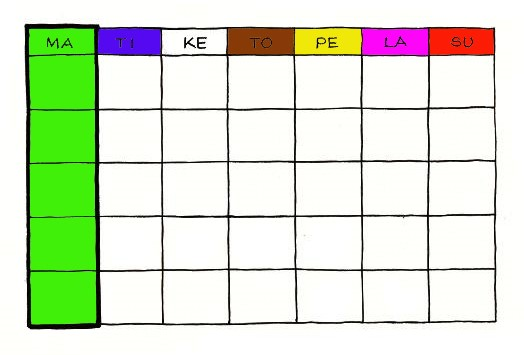 MA TI KE TO PE LA SU